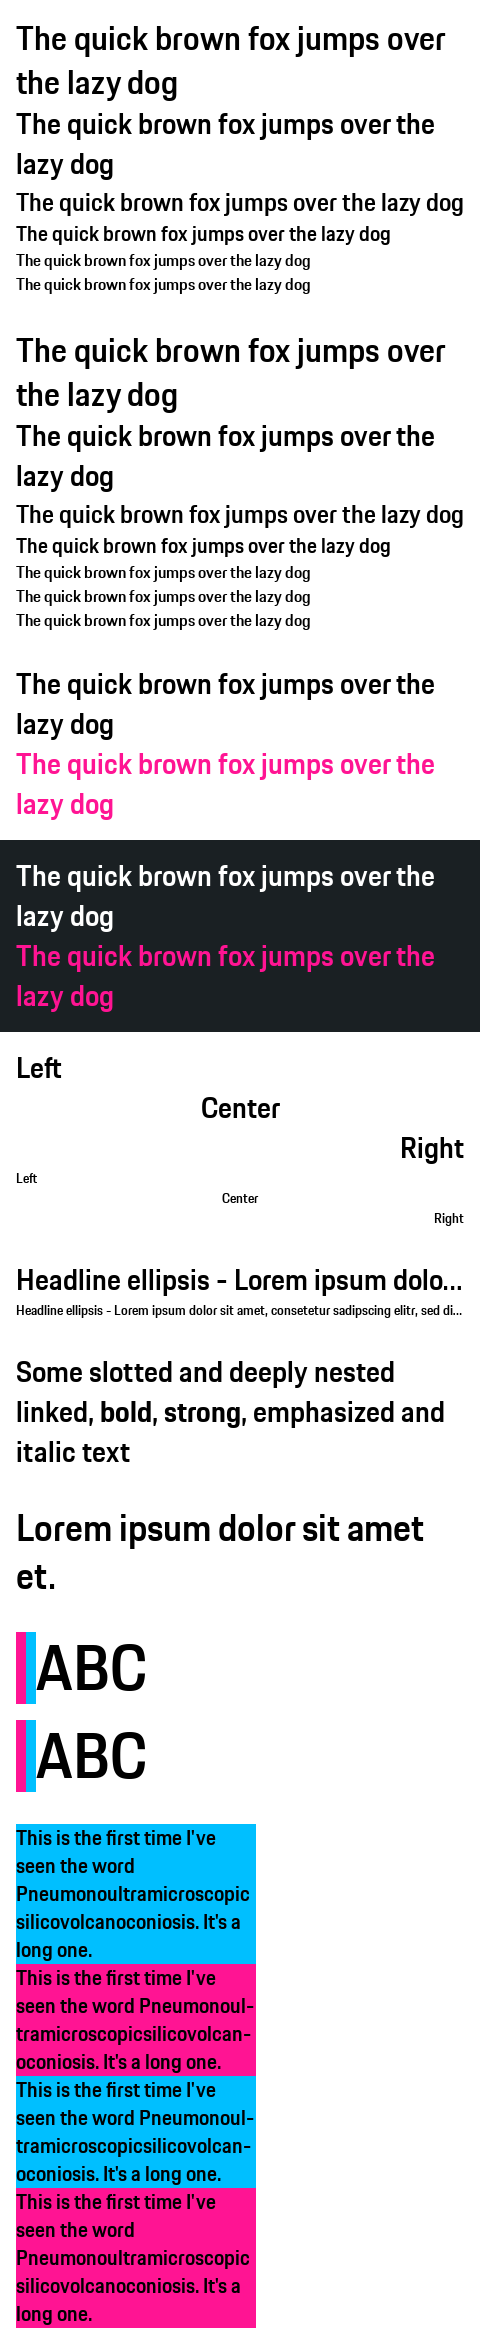 The quick brown fox jumps over
the lazy dog
The quick brown fox jumps over the
lazy dog
The quick brown fox jumps over the lazy dog
The quick brown fox jumps over the lazy dog
The quick brown fox jumps over the lazy dog
The quick brown fox jumps over the lazy dog
The quick brown fox jumps over
the lazy dog
The quick brown fox jumps over the
lazy dog
The quick brown fox jumps over the lazy dog
The quick brown fox jumps over the lazy dog
The quick brown fox jumps over the lazy dog
The quick brown fox jumps over the lazy dog
The quick brown fox jumps over the lazy dog
The quick brown fox jumps over the
lazy dog
The quick brown fox jumps over the
lazy dog
The quick brown fox jumps over the
lazy dog
The quick brown fox jumps over the
lazy dog
Left
Center
Right
Left
Center
Right
Headline ellipsis - Lorem ipsum dolo...
Headline ellipsis - Lorem ipsum dolor sit amet, consetetur sadipscing elitr, sed di...
Some slotted and deeply nested
linked, bold, strong, emphasized and
italic text
Lorem ipsum dolor sit amet
et.
ABC
ABC
This is the first time I've
seen the word
Pneumonoultramicroscopic
silicovolcanoconiosis. It's a
long one.
This is the first time I've
seen the word Pneumonoul-
tramicroscopicsilicovolcan-
oconiosis. It's a long one.
This is the first time I've
seen the word Pneumonoul-
tramicroscopicsilicovolcan-
oconiosis. It's a long one.
This is the first time I've
seen the word
Pneumonoultramicroscopic
silicovolcanoconiosis. It's a
long one.